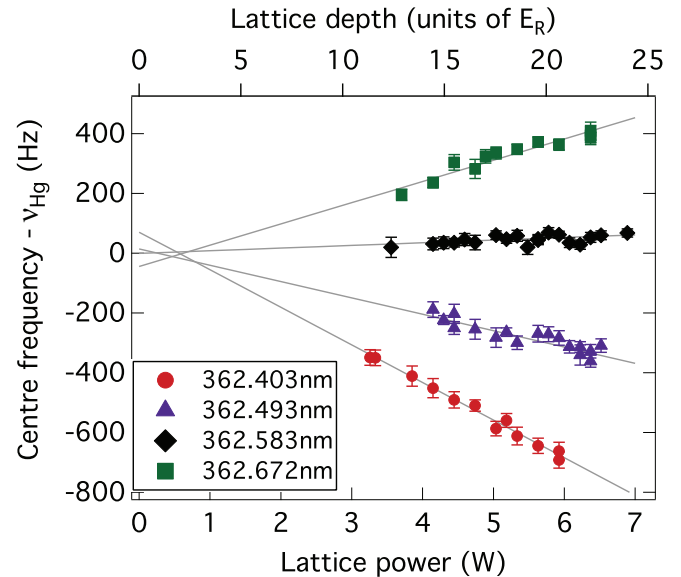 Lattice depth (units of E_R)
0 5 10 15 20 25
Centre frequency - ν_Hg (Hz)
400
200
0
-200
-400
-600
-800
362.403nm
362.493nm
362.583nm
362.672nm
0 1 2 3 4 5 6 7
Lattice power (W)